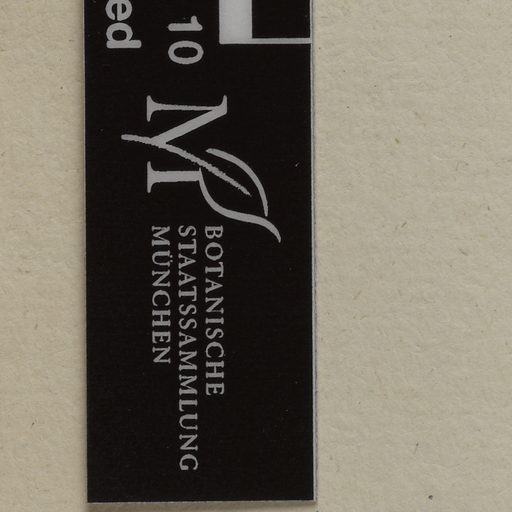 10
ed
BOTANISCHE
STAATSSAMMLUNG
MÜNCHEN